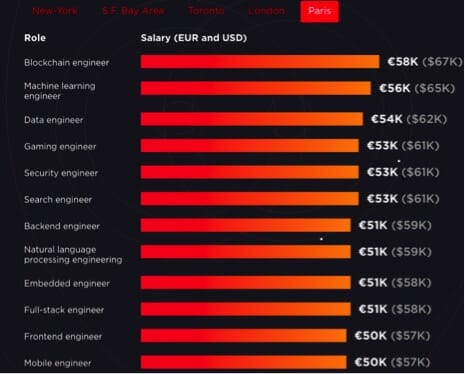 New-York S.F. Bay Area Toronto London Paris
Role Salary (EUR and USD)
Blockchain engineer €58K ($67K)
Machine learning
engineer €56K ($65K)
Data engineer €54K ($62K)
Gaming engineer €53K ($61K)
Security engineer €53K ($61K)
Search engineer €53K ($61K)
Backend engineer €51K ($59K)
Natural language
processing engineering €51K ($59K)
Embedded engineer €51K ($58K)
Full-stack engineer €51K ($58K)
Frontend engineer €50K ($57K)
Mobile engineer €50K ($57K)